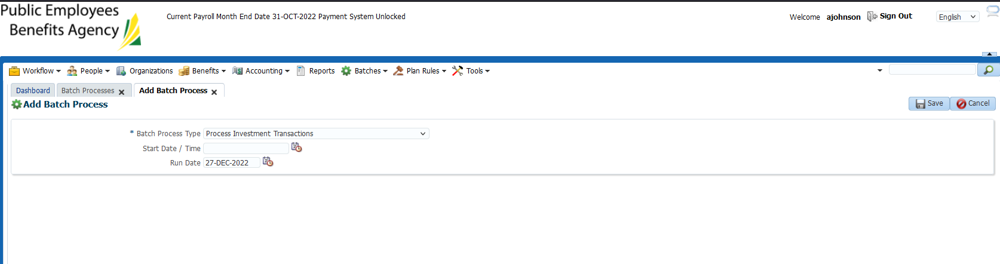 Public Employees
Benefits Agency
Current Payroll Month End Date 31-OCT-2022 Payment System Unlocked
Welcome ajohnson Sign Out English
Workflow People Organizations Benefits Accounting Reports Batches Plan Rules Tools
Dashboard Batch Processes Add Batch Process
Add Batch Process
Save Cancel
* Batch Process Type Process Investment Transactions
Start Date / Time
Run Date 27-DEC-2022